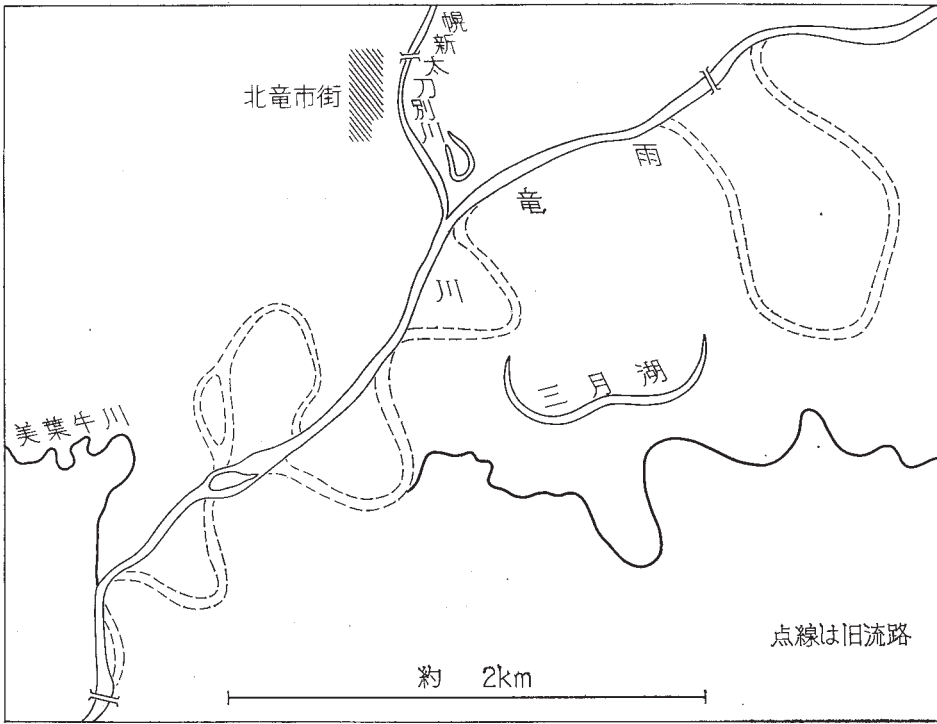 幌新太刀別川
北竜市街
雨竜川
三月湖
美葉牛川
点線は旧流路
約 2km